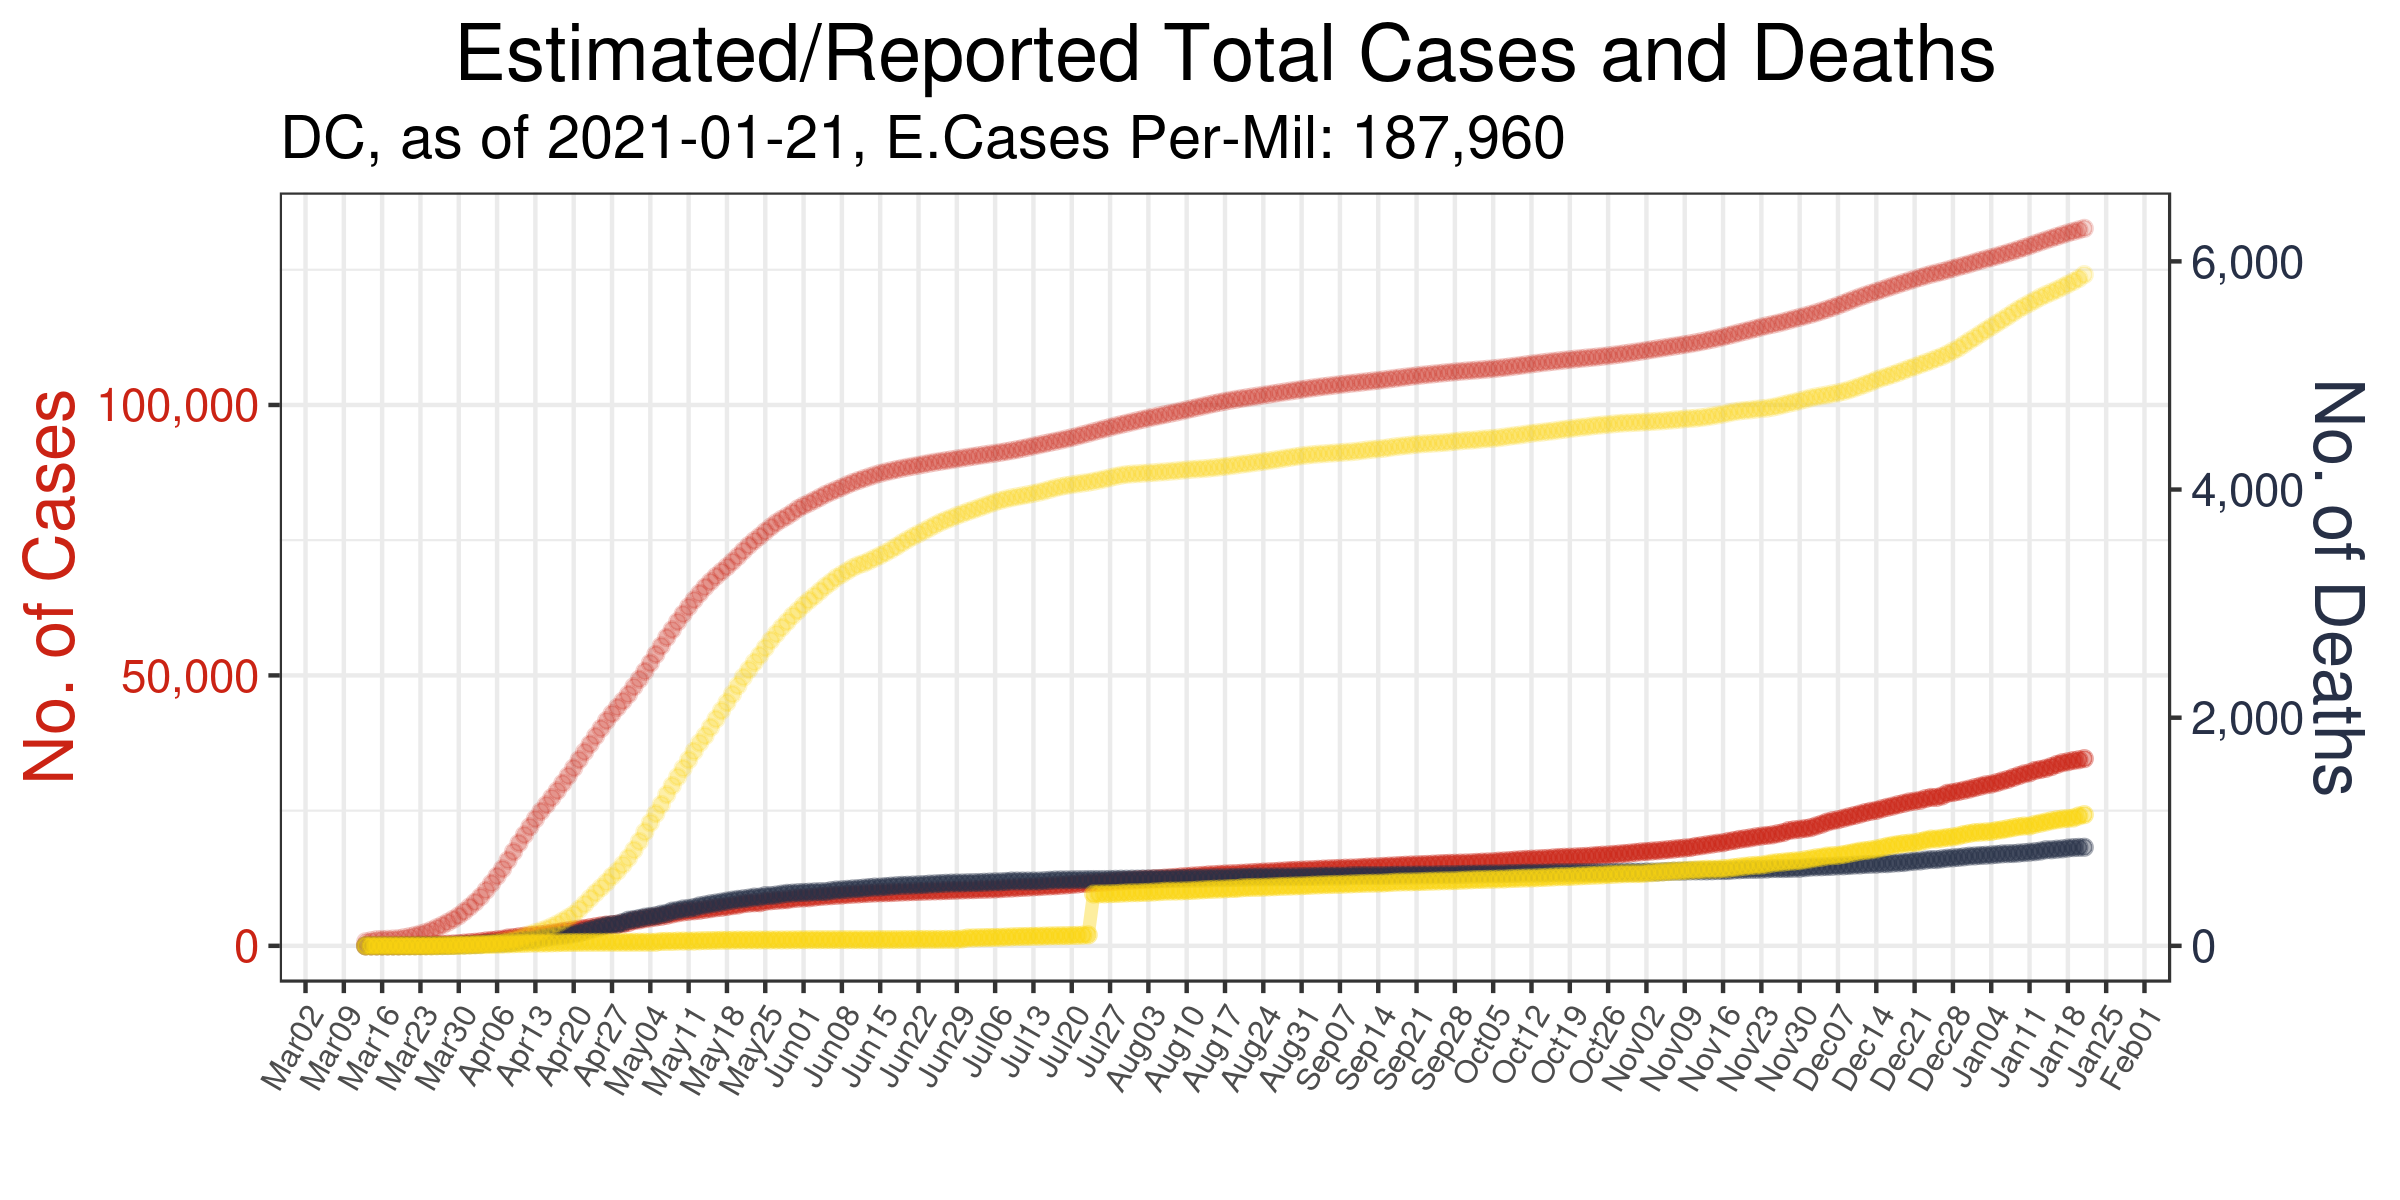 Estimated/Reported Total Cases and Deaths
DC, as of 2021-01-21, E.Cases Per-Mil: 187,960
No. of Cases
100,000
50,000
0
6,000
4,000
2,000
0
No. of Deaths
Mar02
Mar09
Mar16
Mar23
Mar30
Apr06
Apr13
Apr20
Apr27
May04
May11
May18
May25
Jun01
Jun08
Jun15
Jun22
Jun29
Jul06
Jul13
Jul20
Jul27
Aug03
Aug10
Aug17
Aug24
Aug31
Sep07
Sep14
Sep21
Sep28
Oct05
Oct12
Oct19
Oct26
Nov02
Nov09
Nov16
Nov23
Nov30
Dec07
Dec14
Dec21
Dec28
Jan04
Jan11
Jan18
Jan25
Feb01